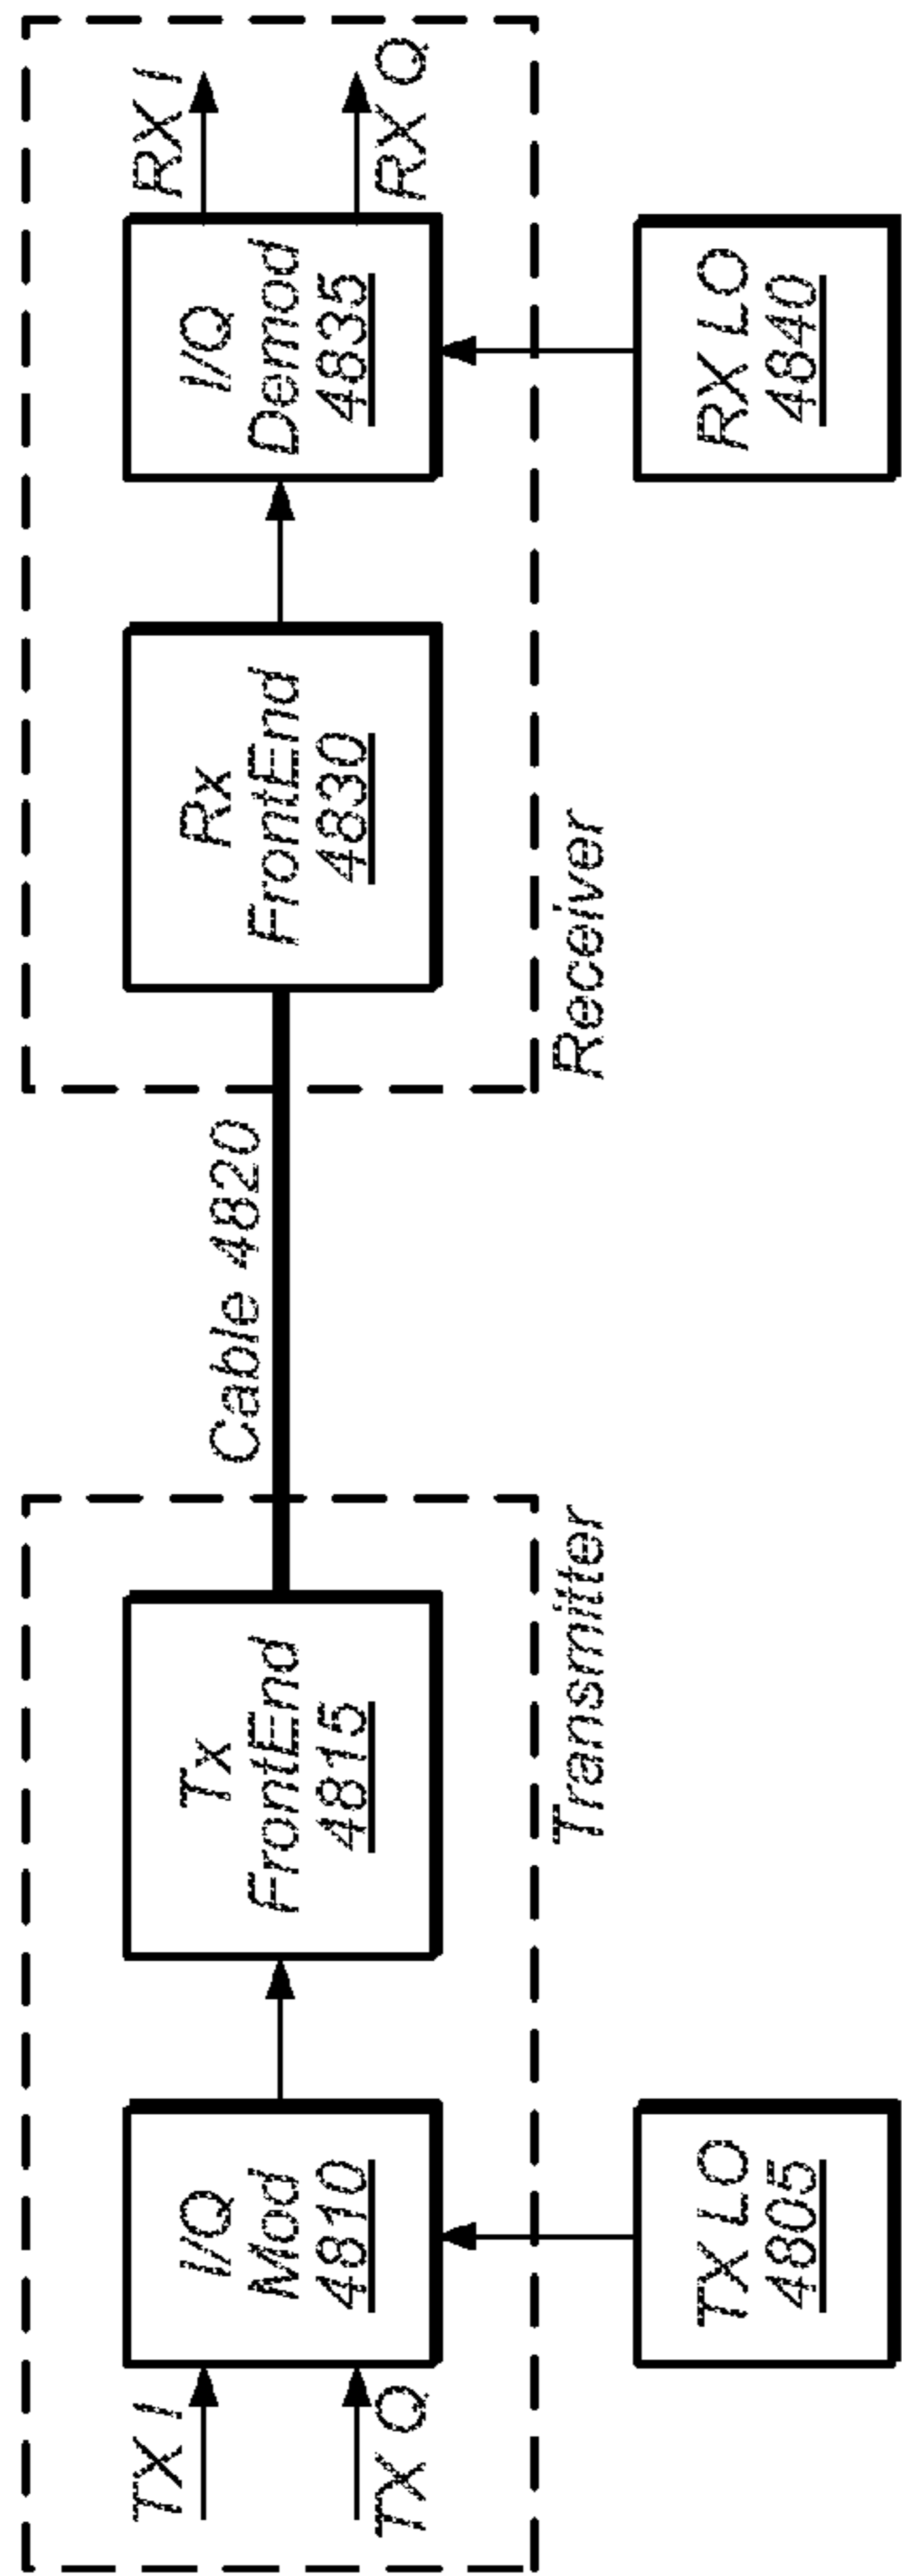 TX I
TX Q
I/Q
Mod
4810
Tx
FrontEnd
4815
Cable 4820
Rx
FrontEnd
4830
I/Q
Demod
4835
RX I
RX Q
Transmitter
Receiver
TX LO
4805
RX LO
4840